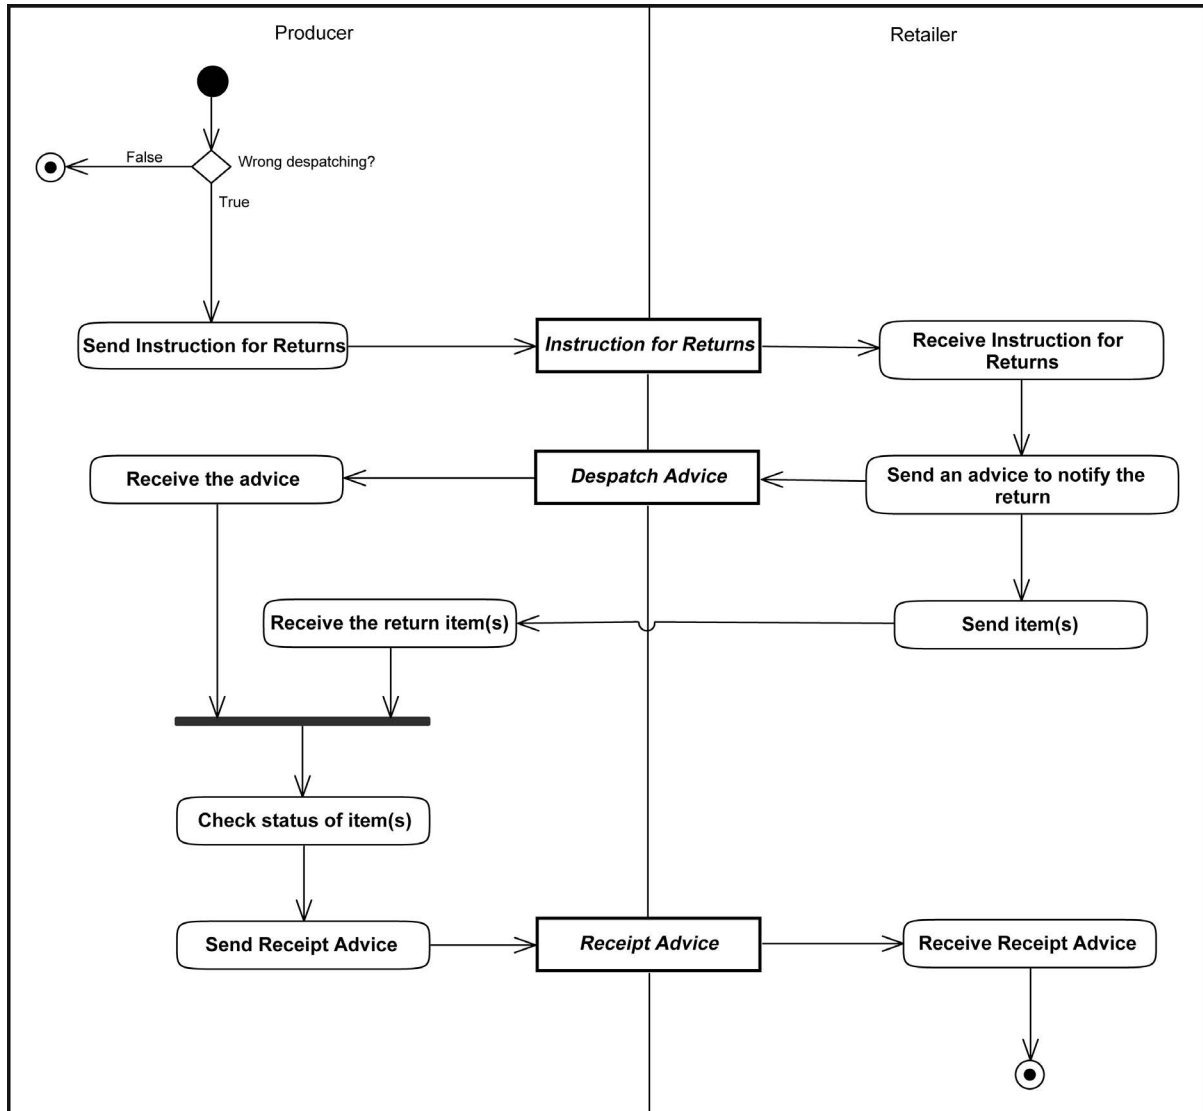 Producer
Retailer
False
Wrong despatching?
True
Send Instruction for Returns
Instruction for Returns
Receive Instruction for
Returns
Receive the advice
Despatch Advice
Send an advice to notify the
return
Receive the return item(s)
Send item(s)
Check status of item(s)
Send Receipt Advice
Receipt Advice
Receive Receipt Advice